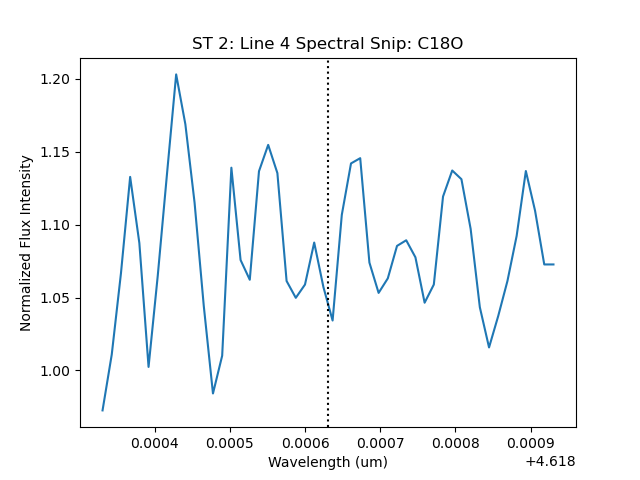 ST 2: Line 4 Spectral Snip: C18O
Normalized Flux Intensity
1.20
1.15
1.10
1.05
1.00
0.0004 0.0005 0.0006 0.0007 0.0008 0.0009
Wavelength (um)
+4.618